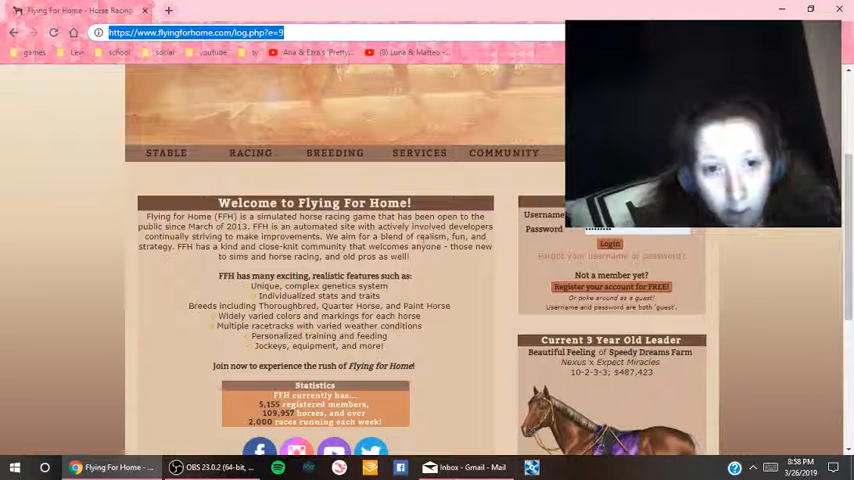 Flying For Home - Horse Racing
https://www.flyingforhome.com/log.php?e=9
games
Levi
school
social
youtube
ty
Ana & Ezra's 'Pretty...
(-) Luna & Matteo -...
STABLE RACING BREEDING SERVICES COMMUNITY
Welcome to Flying For Home!
Flying for Home (FFH) is a simulated horse racing game that has been open to the
public since March of 2013. FFH is an automated site with actively involved developers
continually striving to make improvements. We aim for a blend of realism, fun, and
strategy. FFH has a kind and close-knit community that welcomes anyone - those new
to sims and horse racing, and old pros as well!
FFH has many exciting, realistic features such as:
Unique, complex genetics system
Individualized stats and traits
Breeds including Thoroughbred, Quarter Horse, and Paint Horse
Widely varied colors and markings for each horse
Multiple racetracks with varied weather conditions
Personalized training and feeding
Jockeys, equipment, and more!
Join now to experience the rush of Flying for Home!
Statistics
FFH currently has...
5,155 registered members,
109,957 horses, and over
2,000 races running each week!
Username
Password
Login
Forgot your username or password?
Not a member yet?
Register your account for FREE!
Or poke around as a guest!
Username and password are both 'guest'.
Current 3 Year Old Leader
Beautiful Feeling of Speedy Dreams Farm
Nexus x Expect Miracles
10-2-3-3; $487,423
Flying For Home - ...
OBS 23.0.2 (64-bit, ...
Inbox - Gmail - Mo...
8:58 PM
3/26/2019